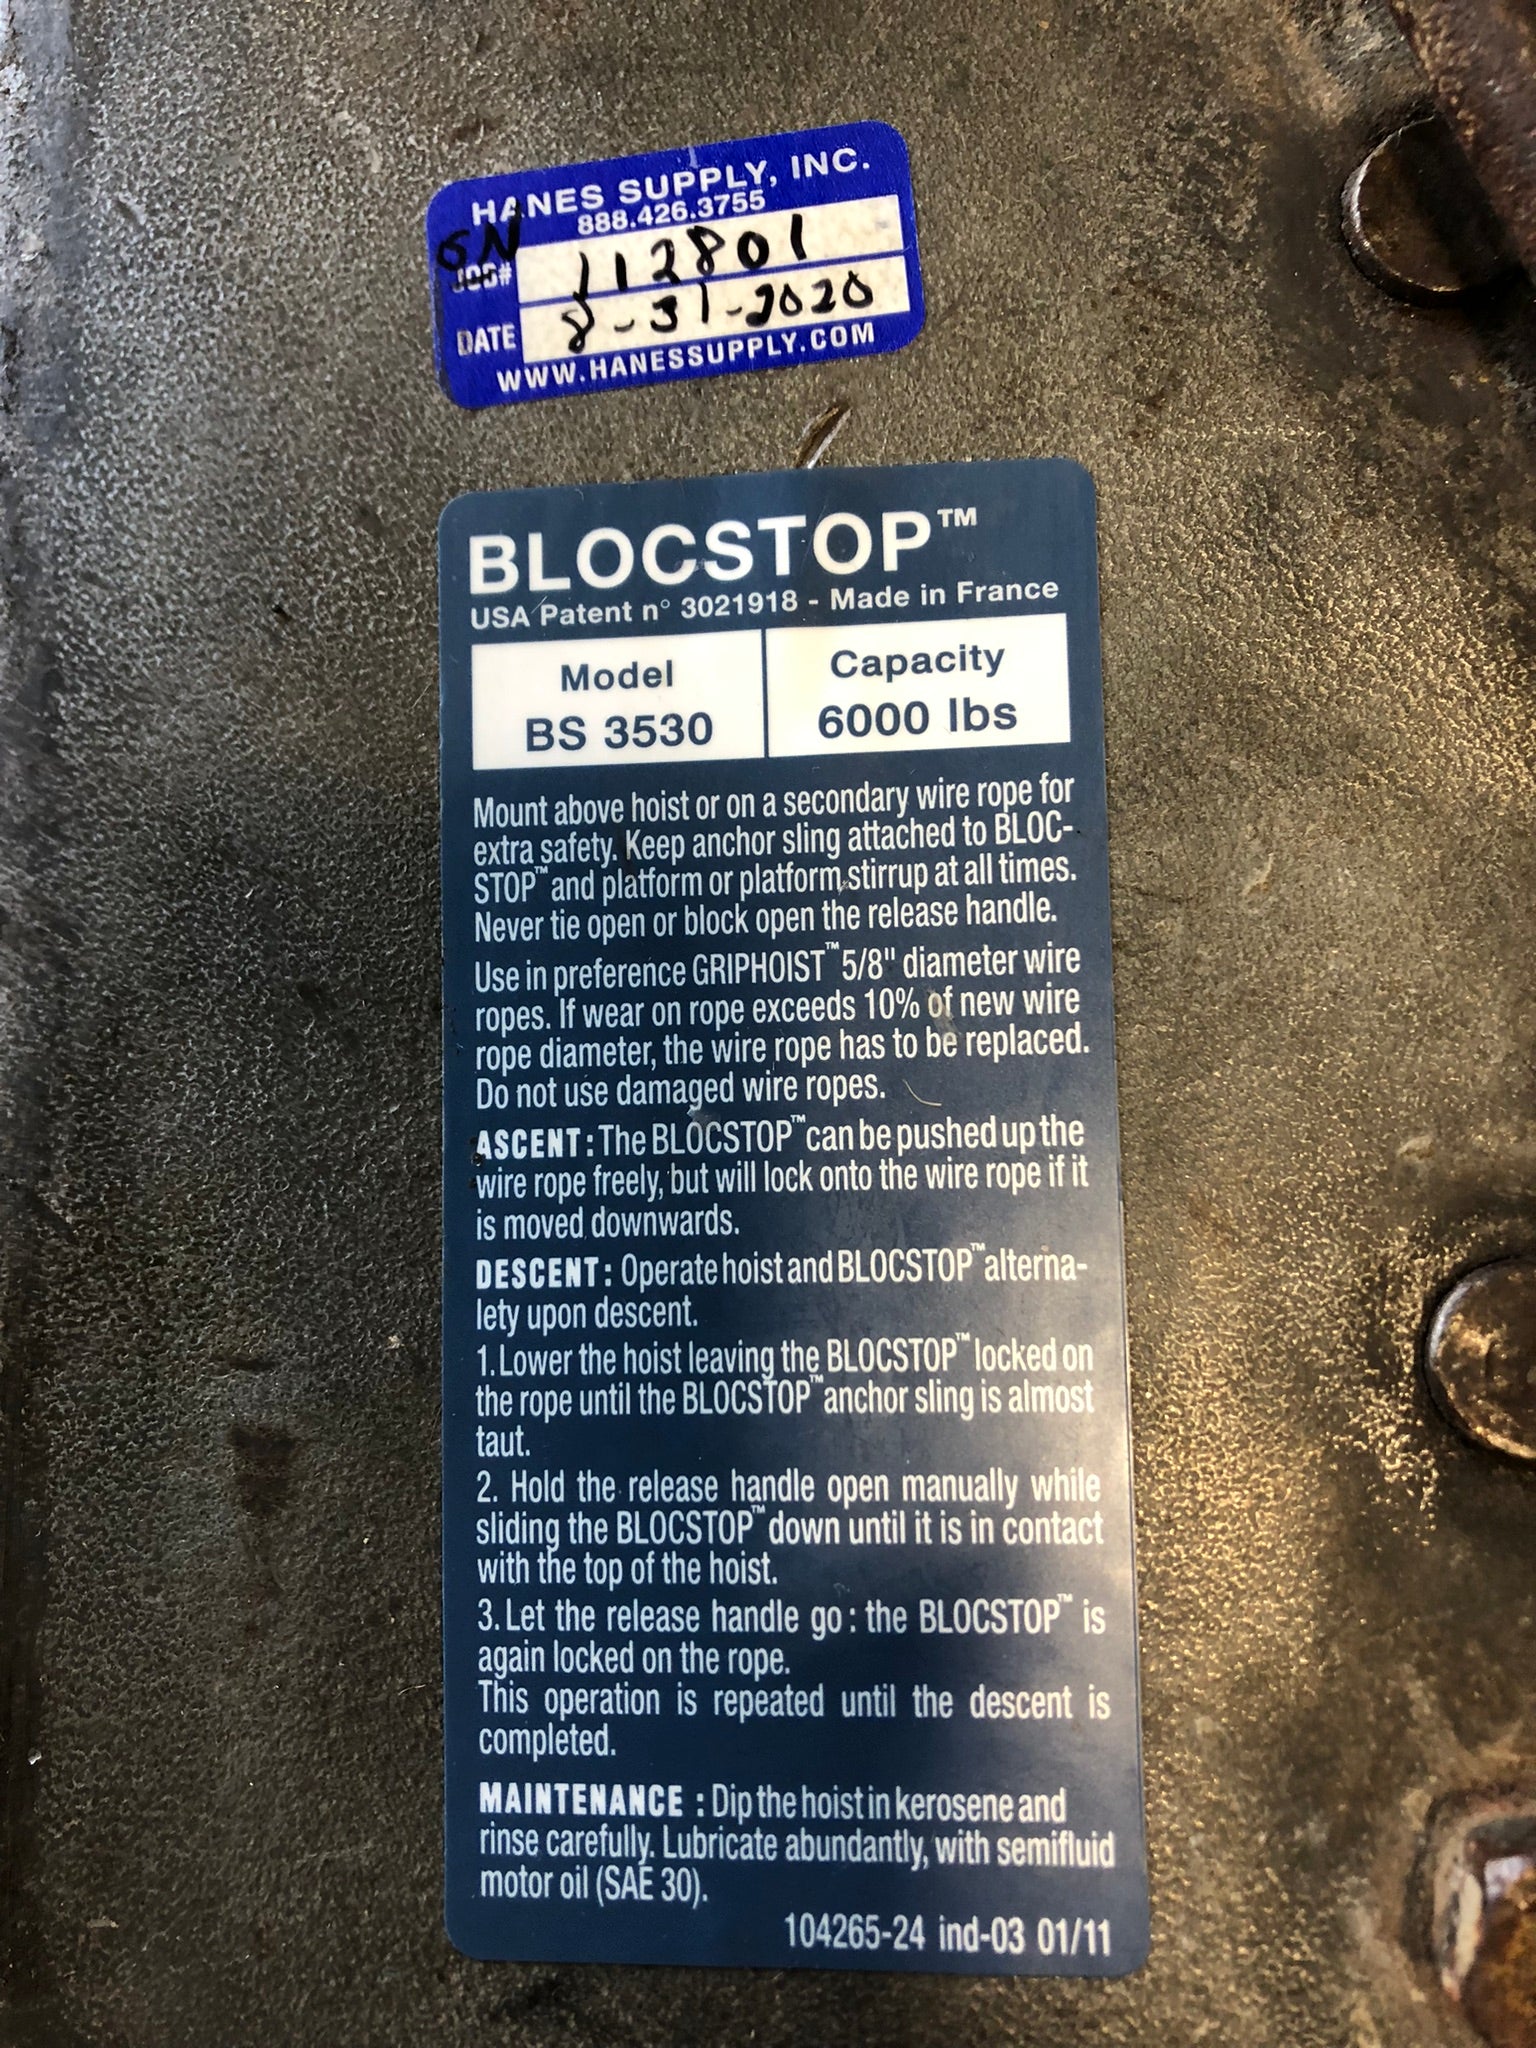 HANES SUPPLY, INC.
888.426.3755
SN
JOB# 112801
DATE 8-31-2020
WWW.HANESSUPPLY.COM
BLOCSTOP™
USA Patent n° 3021918 - Made in France
Model Capacity
BS 3530 6000 lbs
Mount above hoist or on a secondary wire rope for
extra safety. Keep anchor sling attached to BLOC-
STOP™ and platform or platform stirrup at all times.
Never tie open or block open the release handle.
Use in preference GRIPHOIST™ 5/8" diameter wire
ropes. If wear on rope exceeds 10% of new wire
rope diameter, the wire rope has to be replaced.
Do not use damaged wire ropes.
ASCENT : The BLOCSTOP™ can be pushed up the
wire rope freely, but will lock onto the wire rope if it
is moved downwards.
DESCENT : Operate hoist and BLOCSTOP™ alterna-
lety upon descent.
1. Lower the hoist leaving the BLOCSTOP™ locked on
the rope until the BLOCSTOP™ anchor sling is almost
taut.
2. Hold the release handle open manually while
sliding the BLOCSTOP™ down until it is in contact
with the top of the hoist.
3. Let the release handle go : the BLOCSTOP™ is
again locked on the rope.
This operation is repeated until the descent is
completed.
MAINTENANCE : Dip the hoist in kerosene and
rinse carefully. Lubricate abundantly, with semifluid
motor oil (SAE 30).
104265-24 ind-03 01/11